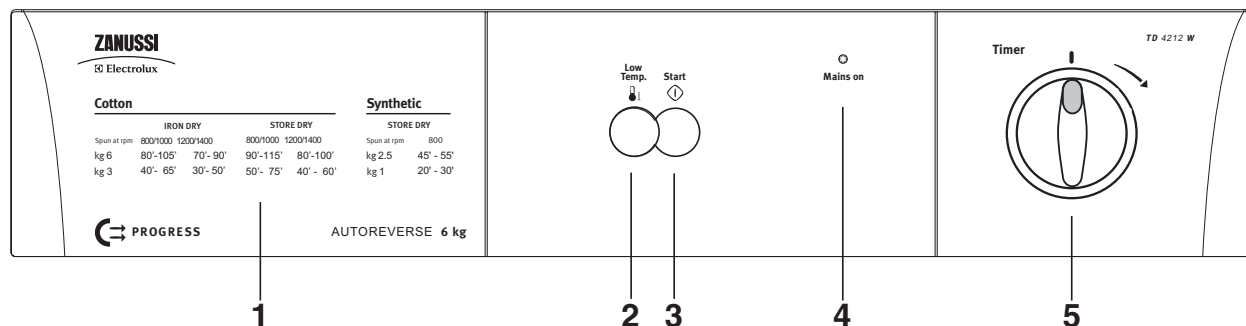 ZANUSSI
Electrolux
Cotton
IRON DRY STORE DRY
Spun at rpm 800/1000 1200/1400 800/1000 1200/1400
kg 6 80'-105' 70'- 90' 90'-115' 80'-100'
kg 3 40'- 65' 30'- 50' 50'- 75' 40' - 60'
Synthetic
STORE DRY
Spun at rpm 800
kg 2.5 45' - 55'
kg 1 20' - 30'
PROGRESS
AUTOREVERSE 6 kg
Low
Temp.
Start
Mains on
Timer
TD 4212 W
1
2
3
4
5